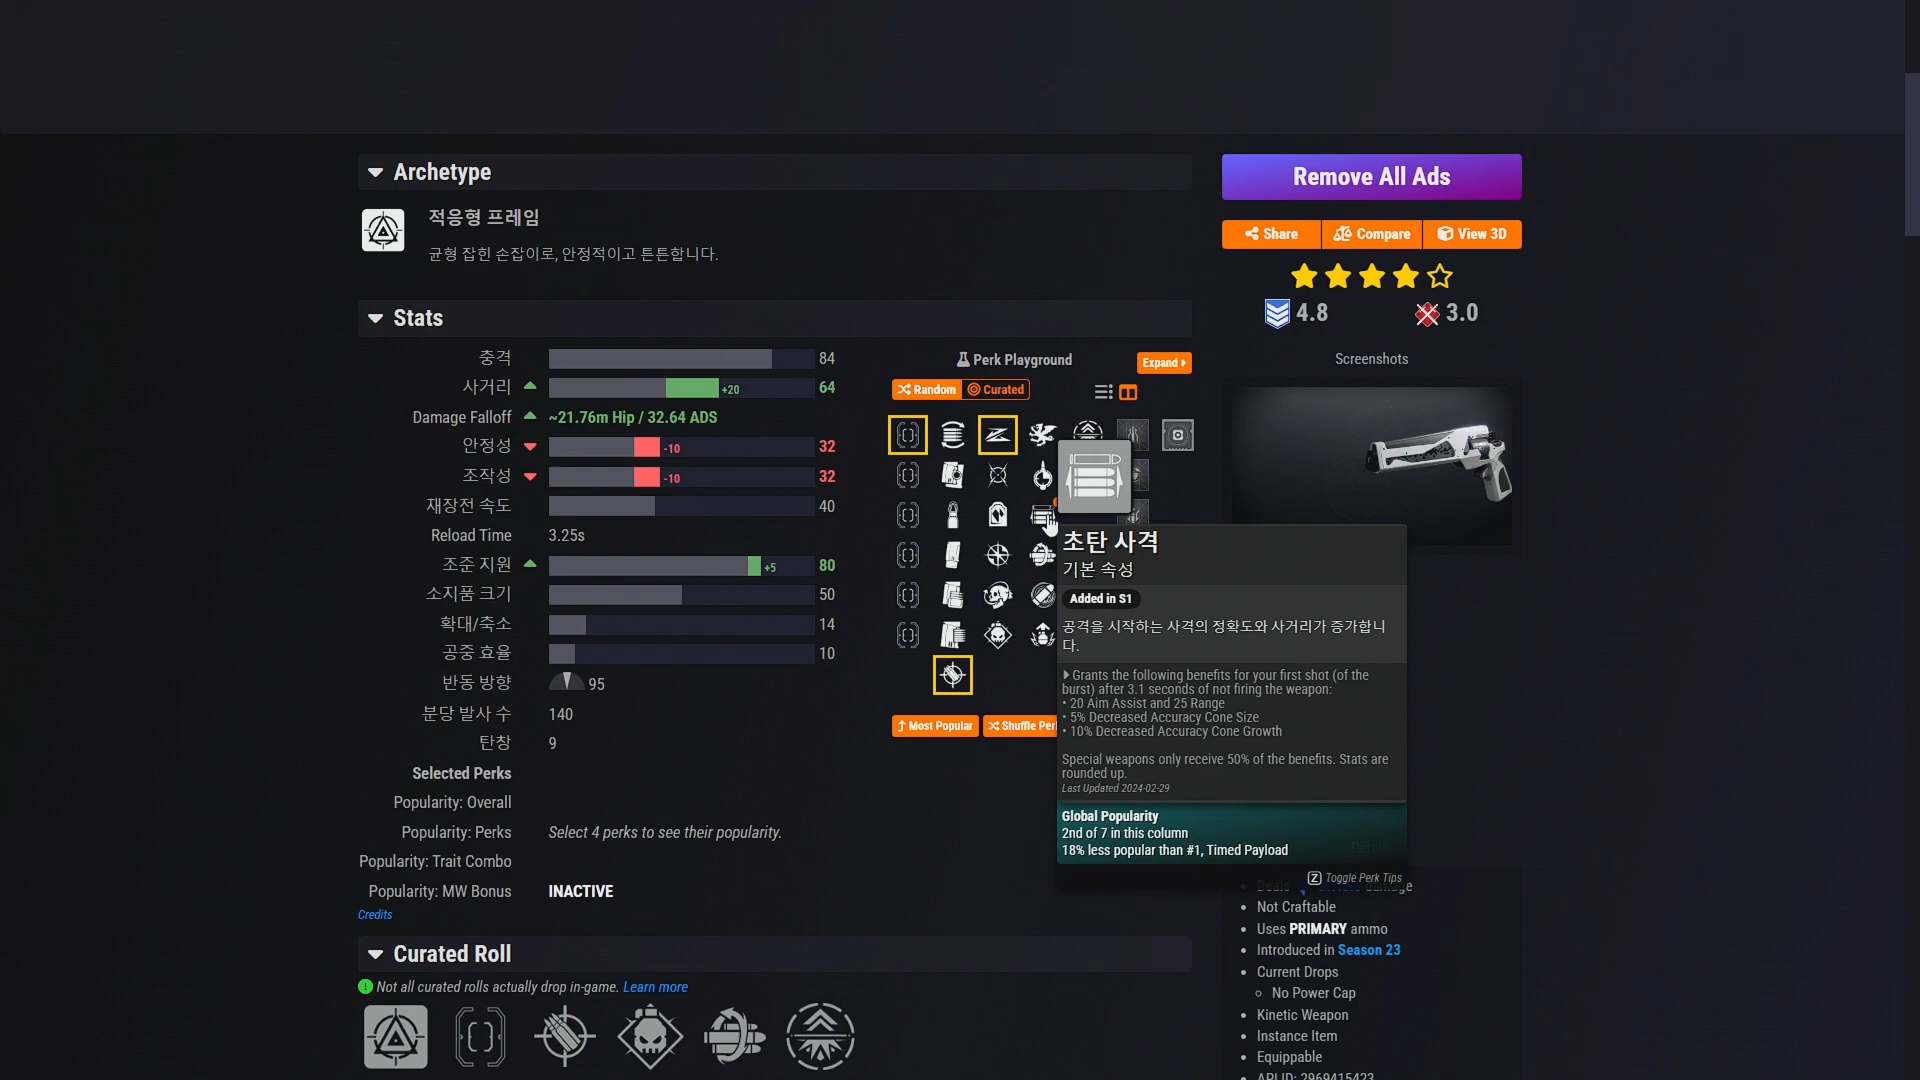 Archetype
적응형 프레임
균형 잡힌 손잡이로, 안정적이고 튼튼합니다.
Stats
충격 84
사거리 +20 64
Damage Falloff ~21.76m Hip / 32.64 ADS
안정성 -10 32
조작성 -10 32
재장전 속도 40
Reload Time 3.25s
조준 지원 +5 80
소지품 크기 50
확대/축소 14
공중 효율 10
반동 방향 95
분당 발사 수 140
탄창 9
Selected Perks
Popularity: Overall
Popularity: Perks Select 4 perks to see their popularity.
Popularity: Trait Combo
Popularity: MW Bonus INACTIVE
Credits
Perk Playground
Expand
Random Curated
Most Popular Shuffle Per
초탄 사격
기본 속성
Added in S1
공격을 시작하는 사격의 정확도와 사거리가 증가합니
다.
Grants the following benefits for your first shot (of the
burst) after 3.1 seconds of not firing the weapon:
• 20 Aim Assist and 25 Range
• 5% Decreased Accuracy Cone Size
• 10% Decreased Accuracy Cone Growth
Special weapons only receive 50% of the benefits. Stats are
rounded up.
Last Updated 2024-02-29
Global Popularity
2nd of 7 in this column
18% less popular than #1, Timed Payload
Z Toggle Perk Tips
Remove All Ads
Share Compare View 3D
4.8 3.0
Screenshots
Not Craftable
Uses PRIMARY ammo
Introduced in Season 23
Current Drops
No Power Cap
Kinetic Weapon
Instance Item
Equippable
API ID: 2969415423
Curated Roll
Not all curated rolls actually drop in-game. Learn more